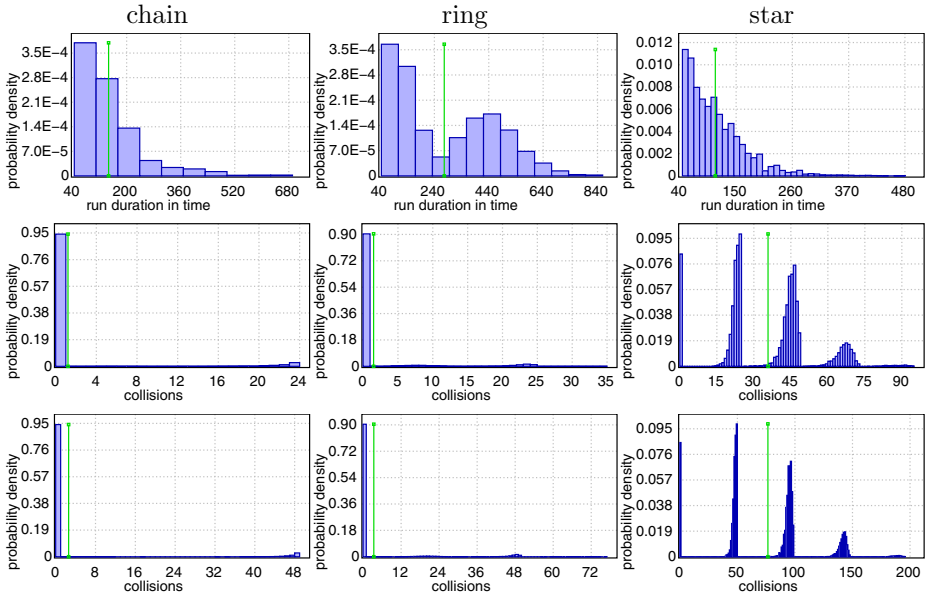 chain ring star
probability density
3.5E-4
2.8E-4
2.1E-4
1.4E-4
7.0E-5
0
40 200 360 520 680
run duration in time
probability density
3.5E-4
2.8E-4
2.1E-4
1.4E-4
7.0E-5
0
40 240 440 640 840
run duration in time
probability density
0.012
0.010
0.008
0.006
0.004
0.002
0
40 150 260 370 480
run duration in time
probability density
0.95
0.76
0.57
0.38
0.19
0
0 4 8 12 16 20 24
collisions
probability density
0.90
0.72
0.54
0.36
0.18
0
0 5 10 15 20 25 30 35
collisions
probability density
0.095
0.076
0.057
0.038
0.019
0
0 15 30 45 60 75 90
collisions
probability density
0.95
0.76
0.57
0.38
0.19
0
0 8 16 24 32 40 48
collisions
probability density
0.90
0.72
0.54
0.36
0.18
0
0 12 24 36 48 60 72
collisions
probability density
0.095
0.076
0.057
0.038
0.019
0
0 50 100 150 200
collisions